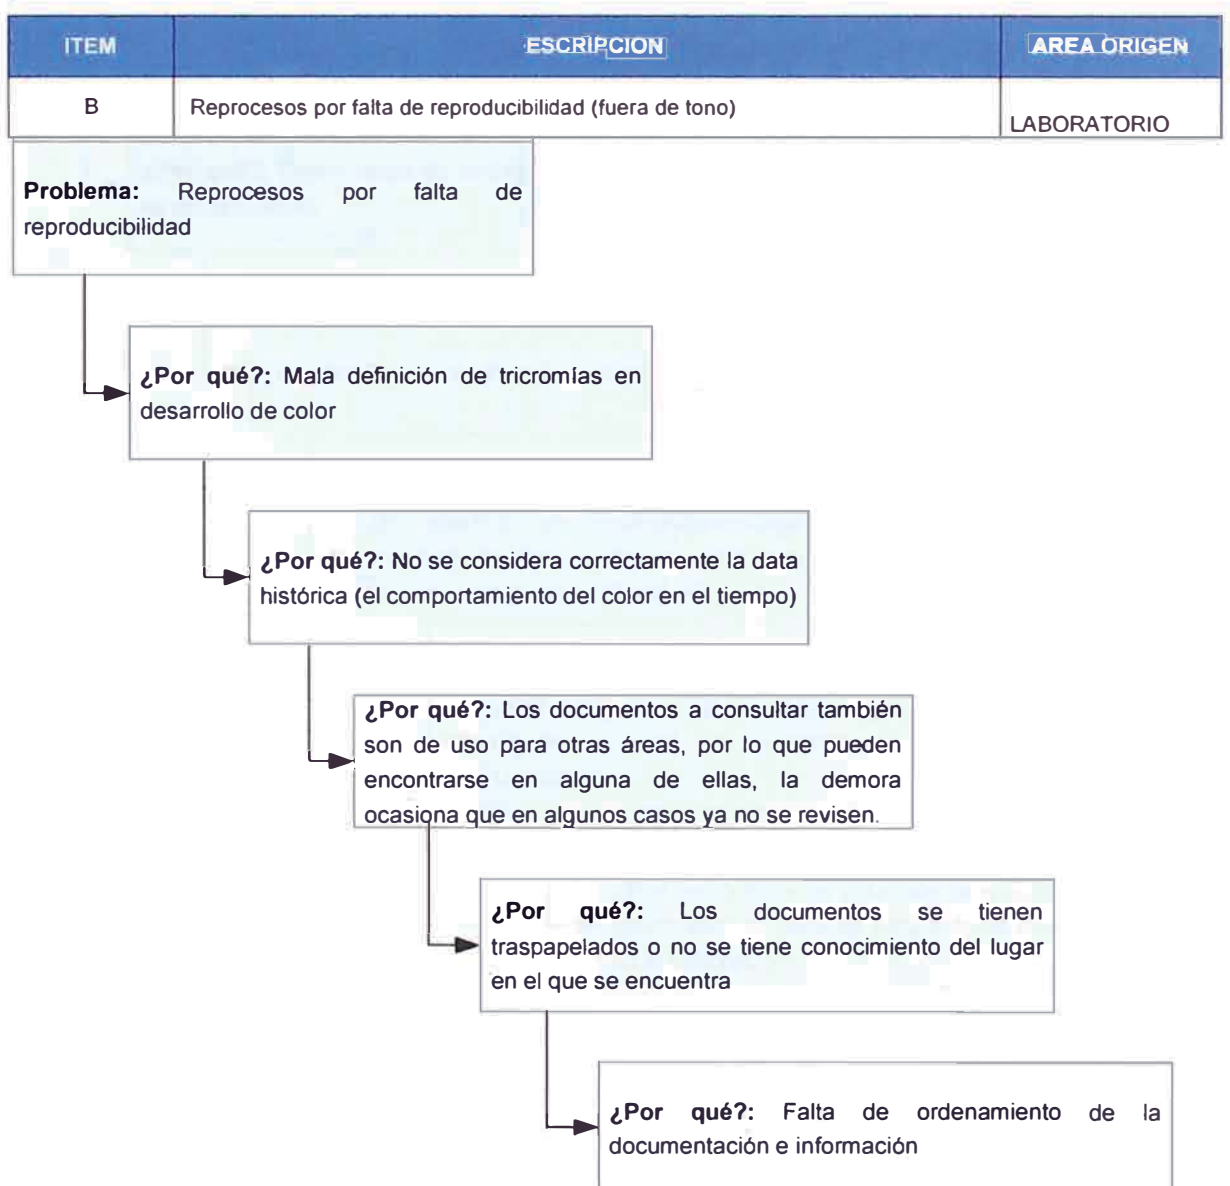 ITEM ESCRIPCION AREA ORIGEN
B Reprocesos por falta de reproducibilidad (fuera de tono) LABORATORIO
Problema: Reprocesos por falta de
reproducibilidad
¿Por qué?: Mala definición de tricromías en
desarrollo de color
¿Por qué?: No se considera correctamente la data
histórica (el comportamiento del color en el tiempo)
¿Por qué?: Los documentos a consultar también
son de uso para otras áreas, por lo que pueden
encontrarse en alguna de ellas, la demora
ocasiona que en algunos casos ya no se revisen.
¿Por qué?: Los documentos se tienen
traspapelados o no se tiene conocimiento del lugar
en el que se encuentra
¿Por qué?: Falta de ordenamiento de la
documentación e información